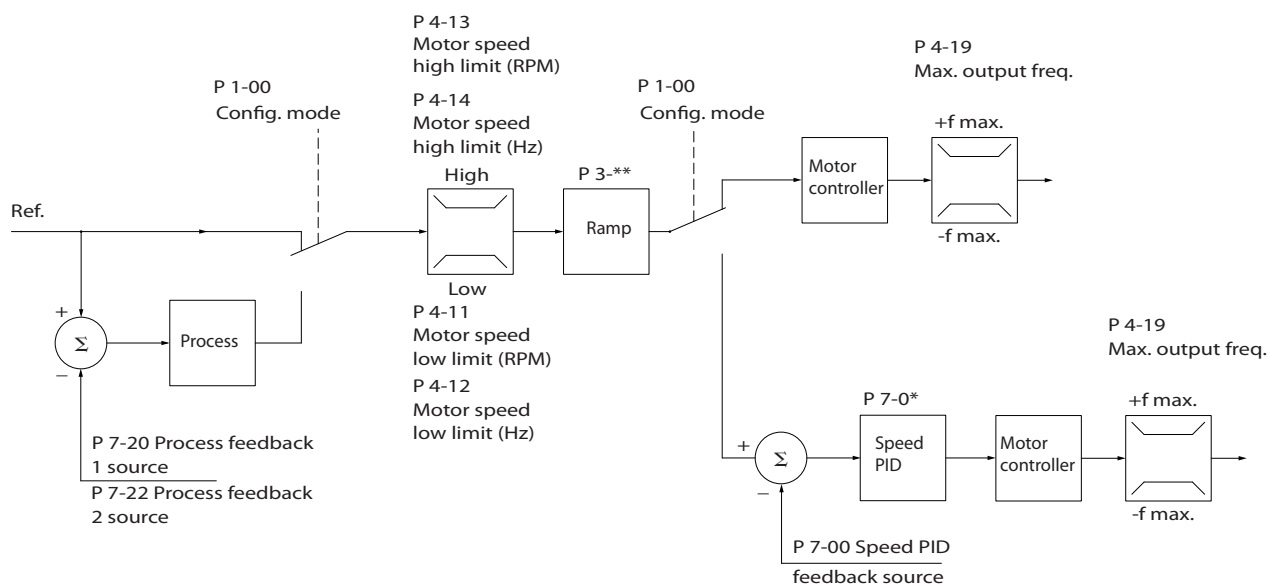 P 4-13
Motor speed
high limit (RPM)
P 4-14
Motor speed
high limit (Hz)
High
P 1-00
Config. mode
P 3-**
Ramp
P 1-00
Config. mode
P 4-19
Max. output freq.
+f max.
Motor
controller
-f max.
Ref.
Low
P 4-11
Motor speed
low limit (RPM)
P 4-12
Motor speed
low limit (Hz)
+
Σ
−
Process
P 7-20 Process feedback
1 source
P 7-22 Process feedback
2 source
P 4-19
Max. output freq.
+f max.
P 7-0*
+
Σ
−
Speed
PID
Motor
controller
-f max.
P 7-00 Speed PID
feedback source